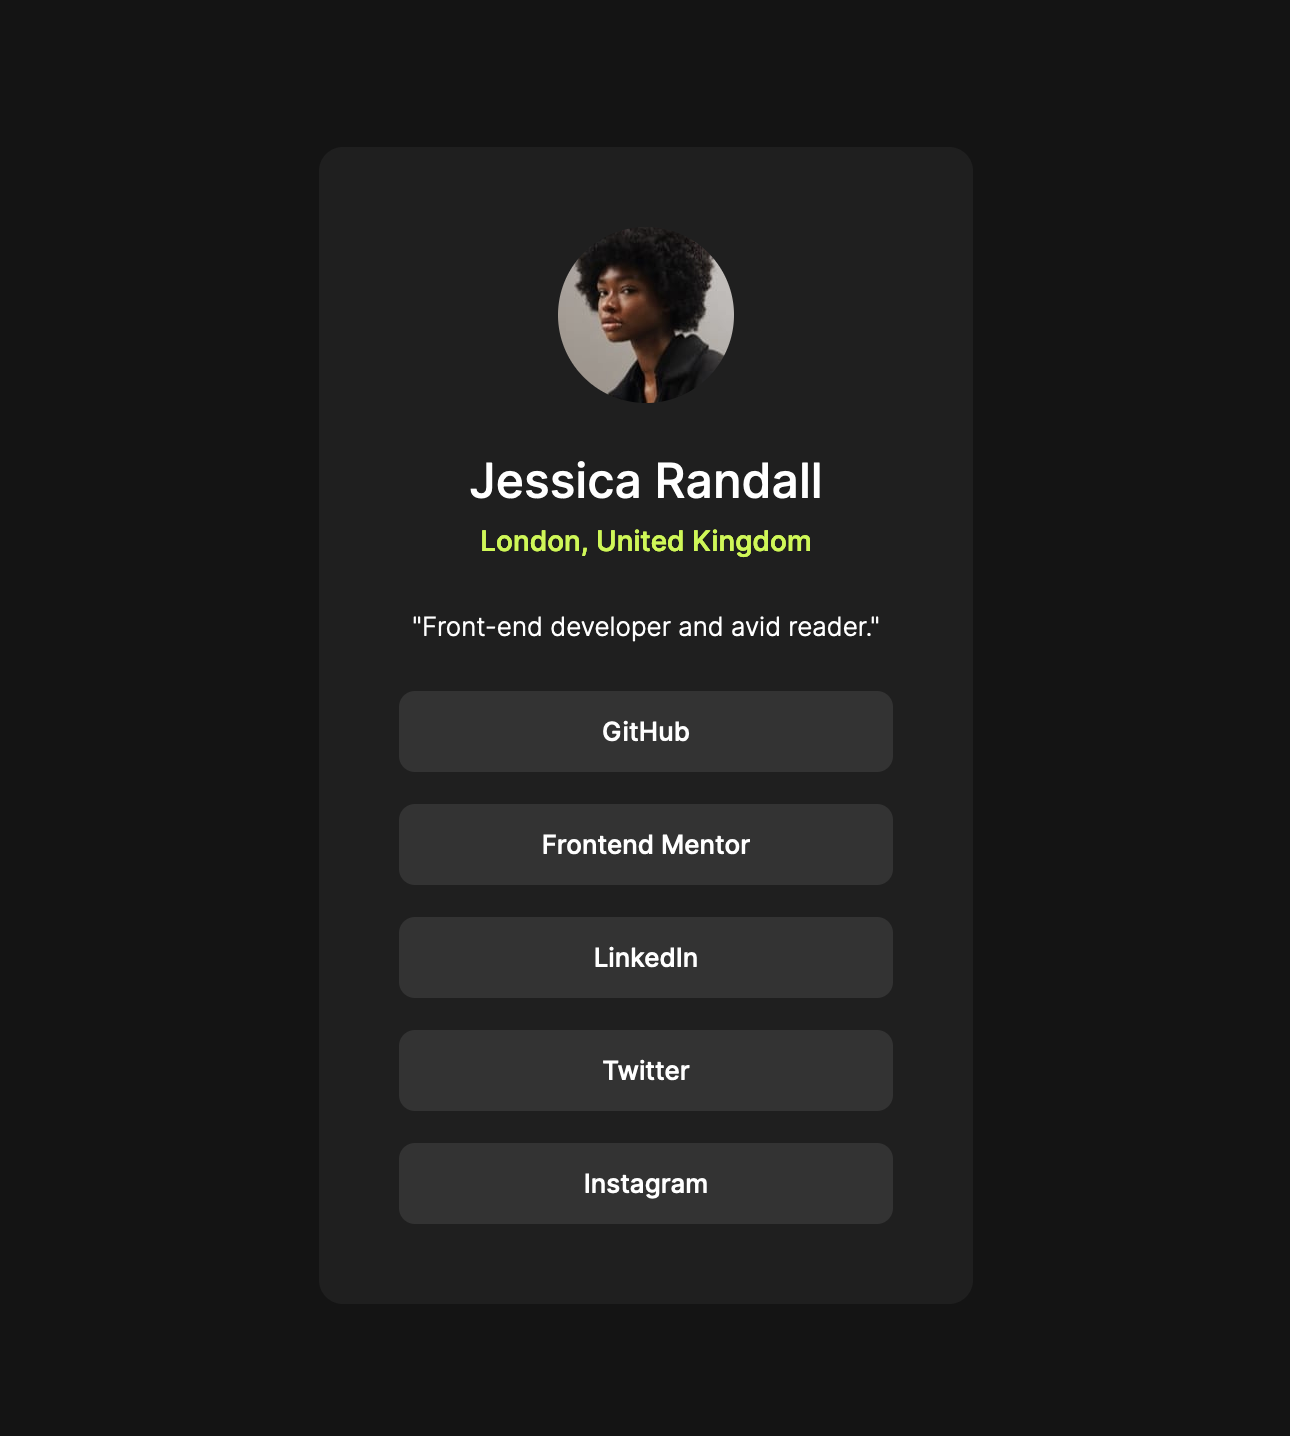 Jessica Randall
London, United Kingdom
"Front-end developer and avid reader."
GitHub
Frontend Mentor
LinkedIn
Twitter
Instagram